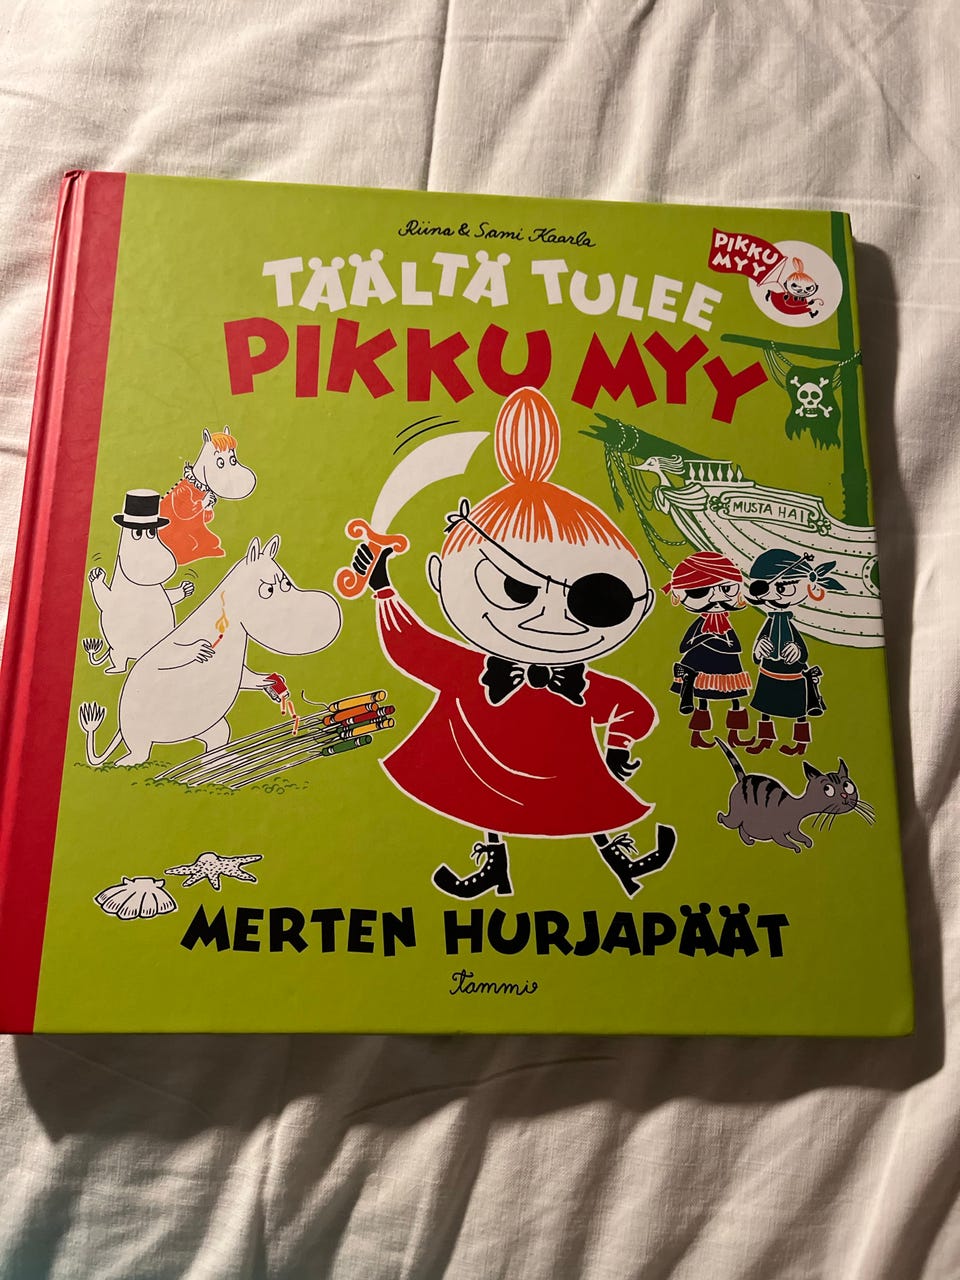 Riina & Sami Kaarla
TÄÄLTÄ TULEE
PIKKU MYY
PIKKU
MYY
MUSTA HAI
MERTEN HURJAPÄÄT
Tammi